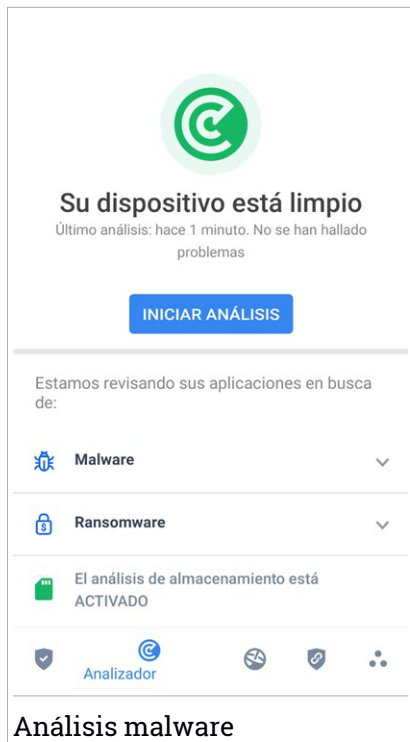 Su dispositivo está limpio
Último análisis: hace 1 minuto. No se han hallado
problemas
INICIAR ANÁLISIS
Estamos revisando sus aplicaciones en busca
de:
Malware
Ransomware
El análisis de almacenamiento está
ACTIVADO
Analizador
Análisis malware